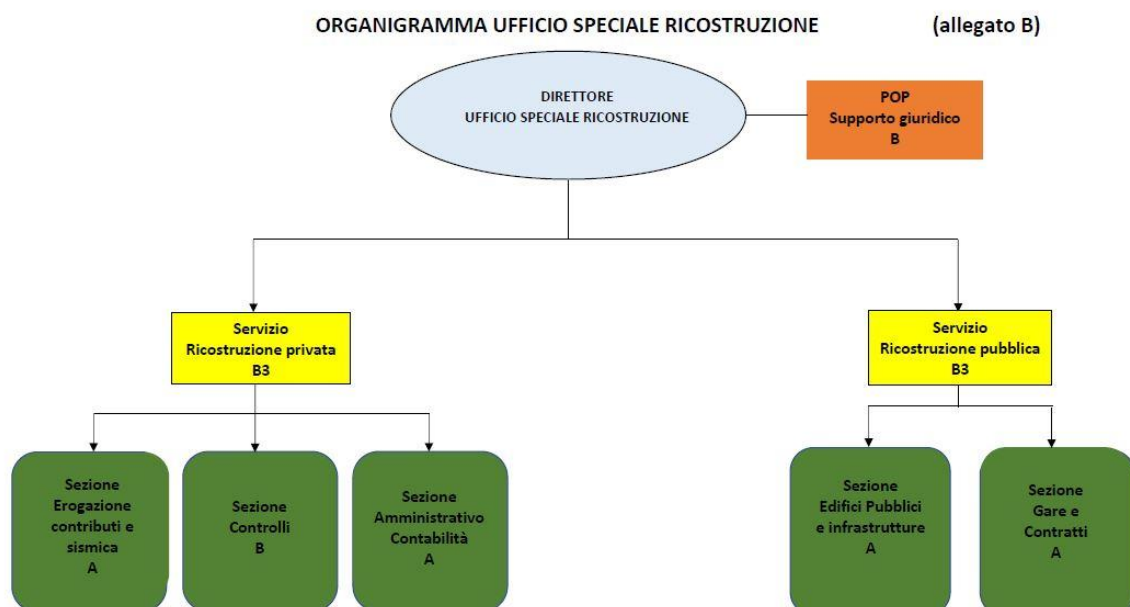 ORGANIGRAMMA UFFICIO SPECIALE RICOSTRUZIONE (allegato B)
DIRETTORE
UFFICIO SPECIALE RICOSTRUZIONE
POP
Supporto giuridico
B
Servizio
Ricostruzione privata
B3
Servizio
Ricostruzione pubblica
B3
Sezione
Erogazione
contributi e
sismica
A
Sezione
Controlli
B
Sezione
Amministrativo
Contabilità
A
Sezione
Edifici Pubblici
e infrastrutture
A
Sezione
Gare e
Contratti
A